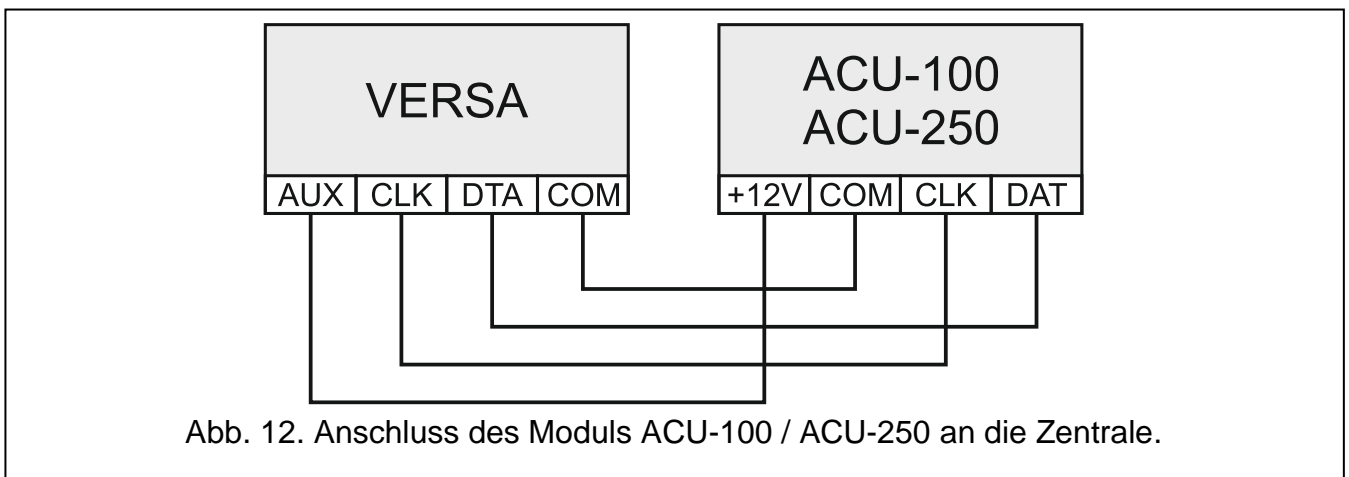 VERSA
AUX CLK DTA COM
ACU-100
ACU-250
+12V COM CLK DAT
Abb. 12. Anschluss des Moduls ACU-100 / ACU-250 an die Zentrale.